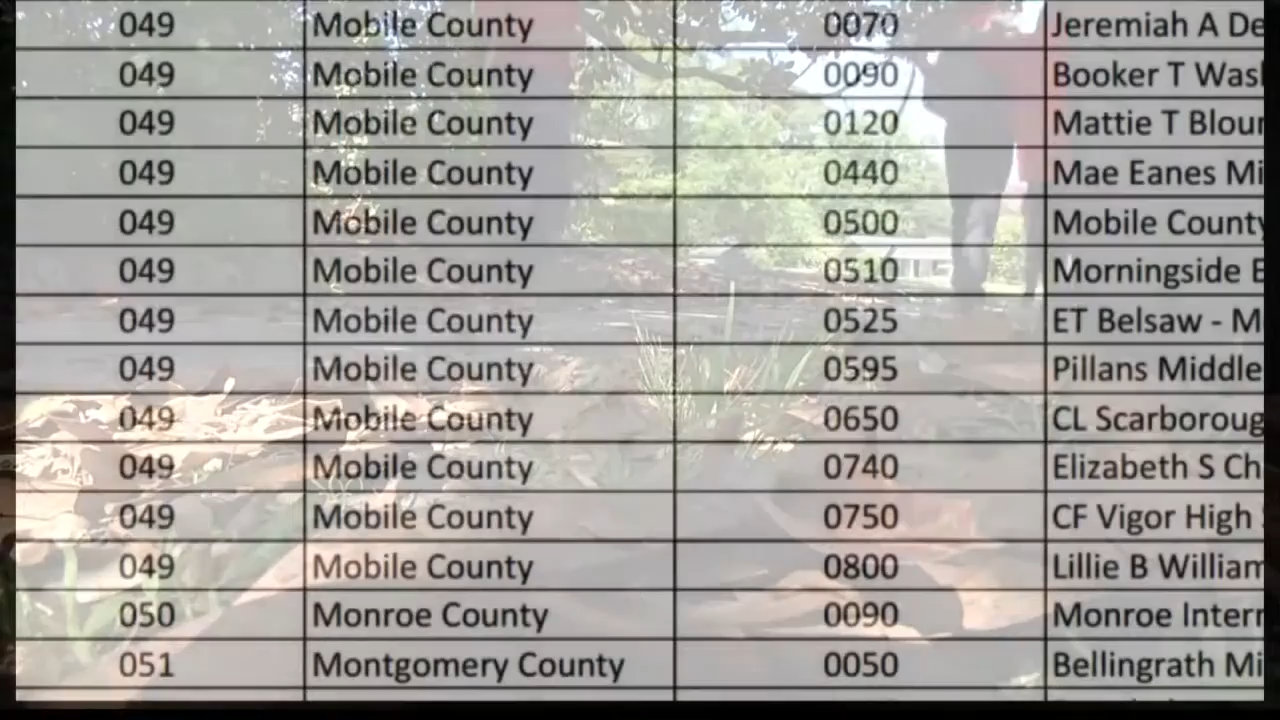 049 Mobile County 0070 Jeremiah A De
049 Mobile County 0090 Booker T Was
049 Mobile County 0120 Mattie T Blou
049 Mobile County 0440 Mae Eanes Mi
049 Mobile County 0500 Mobile County
049 Mobile County 0510 Morningside E
049 Mobile County 0525 ET Belsaw - M
049 Mobile County 0595 Pillans Middle
049 Mobile County 0650 CL Scarboroug
049 Mobile County 0740 Elizabeth S Ch
049 Mobile County 0750 CF Vigor High
049 Mobile County 0800 Lillie B William
050 Monroe County 0090 Monroe Inter
051 Montgomery County 0050 Bellingrath Mi